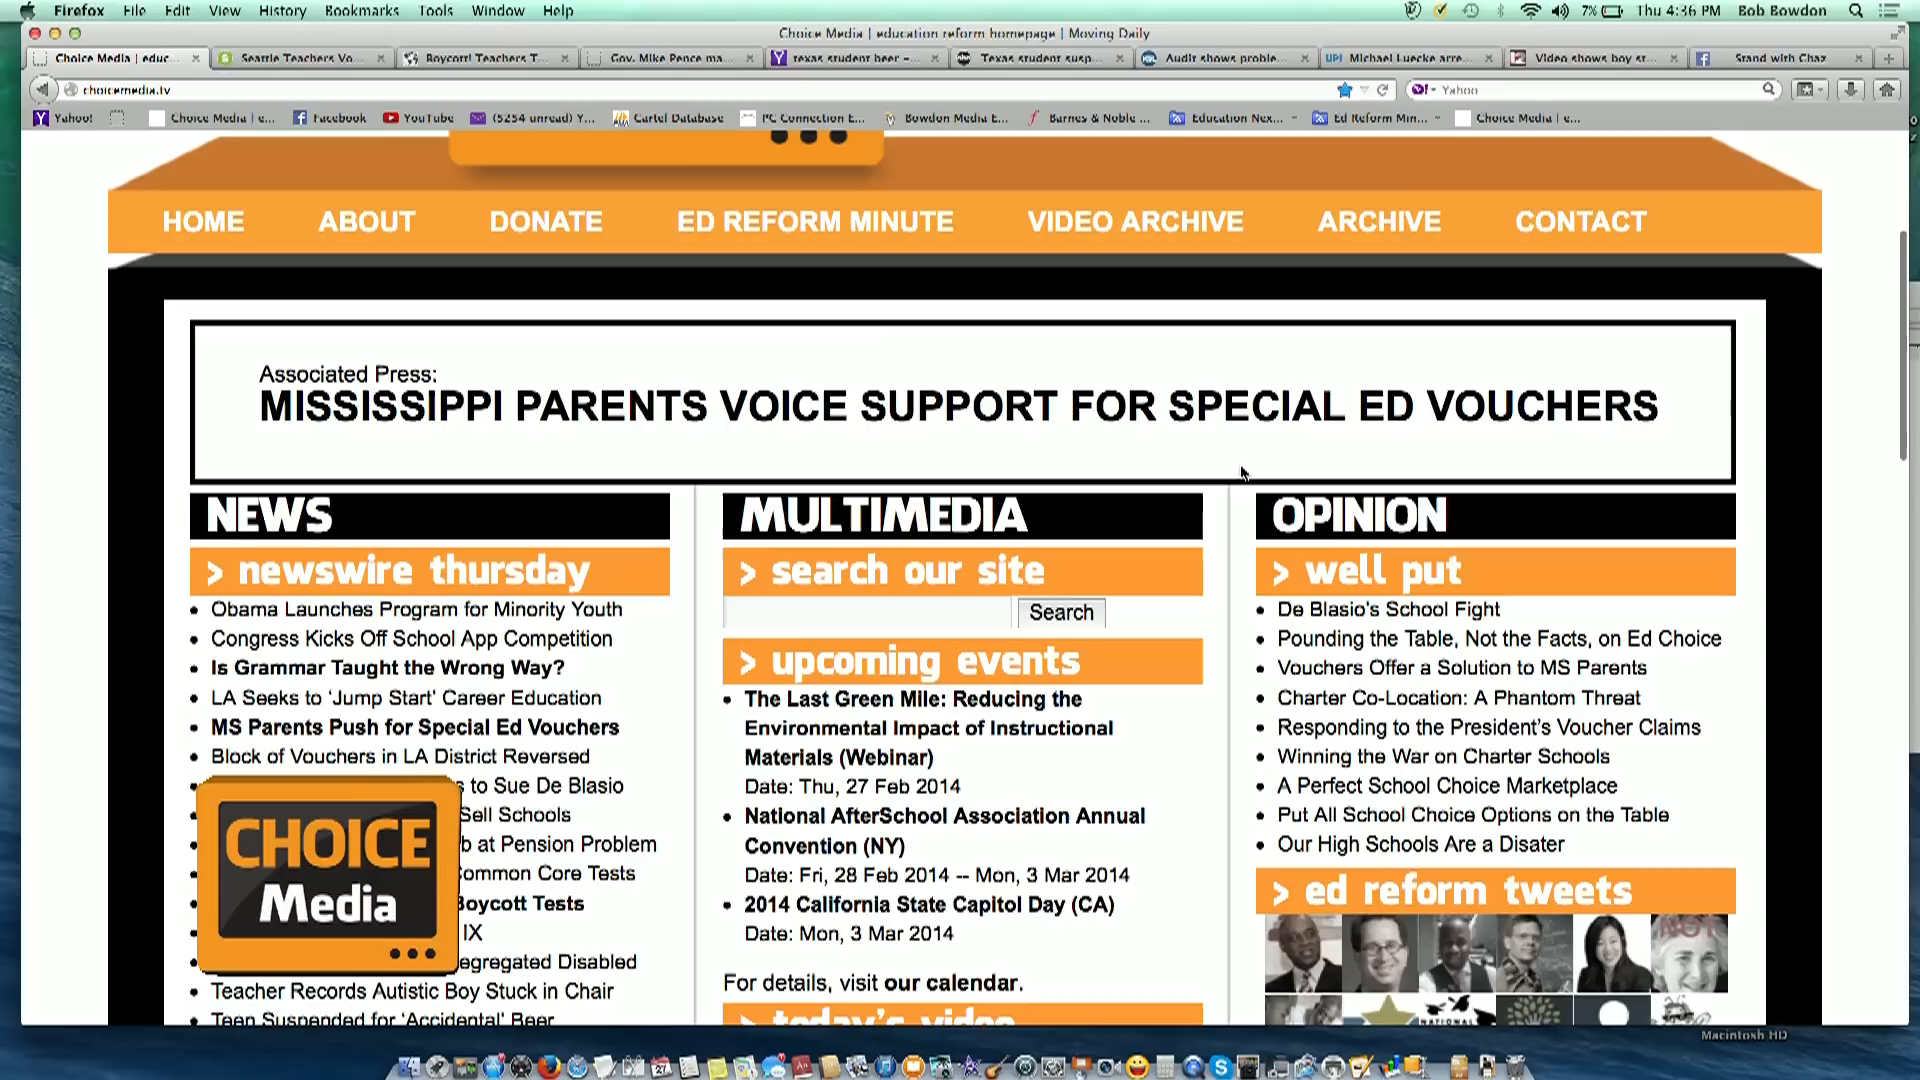 Firefox File Edit View History Bookmarks Tools Window Help 7% Thu 4:36 PM Bob Bowdon
Choice Media | education reform homepage | Moving Daily
Choice Media | educ... Seattle Teachers Vo... Boycott! Teachers T... Gov. Mike Pence ma... texas student beer -... Texas student susp... Audit shows proble... UPI Michael Luecke arre... Video shows boy st... Stand with Chaz
choicemedia.tv Yahoo
Yahoo! Choice Media | e... Facebook YouTube (5254 unread) Y... Cartel Database PC Connection E... Bowdon Media E... Barnes & Noble ... Education Nex... Ed Reform Min... Choice Media | e...
HOME ABOUT DONATE ED REFORM MINUTE VIDEO ARCHIVE ARCHIVE CONTACT
Associated Press:
MISSISSIPPI PARENTS VOICE SUPPORT FOR SPECIAL ED VOUCHERS
NEWS
> newswire thursday
Obama Launches Program for Minority Youth
Congress Kicks Off School App Competition
Is Grammar Taught the Wrong Way?
LA Seeks to 'Jump Start' Career Education
MS Parents Push for Special Ed Vouchers
Block of Vouchers in LA District Reversed
s to Sue De Blasio
Sell Schools
b at Pension Problem
Common Core Tests
Boycott Tests
IX
egregated Disabled
Teacher Records Autistic Boy Stuck in Chair
Teen Suspended for 'Accidental' Beer
CHOICE
Media
MULTIMEDIA
> search our site
Search
> upcoming events
The Last Green Mile: Reducing the
Environmental Impact of Instructional
Materials (Webinar)
Date: Thu, 27 Feb 2014
National AfterSchool Association Annual
Convention (NY)
Date: Fri, 28 Feb 2014 -- Mon, 3 Mar 2014
2014 California State Capitol Day (CA)
Date: Mon, 3 Mar 2014
For details, visit our calendar.
> today's video
OPINION
> well put
De Blasio's School Fight
Pounding the Table, Not the Facts, on Ed Choice
Vouchers Offer a Solution to MS Parents
Charter Co-Location: A Phantom Threat
Responding to the President's Voucher Claims
Winning the War on Charter Schools
A Perfect School Choice Marketplace
Put All School Choice Options on the Table
Our High Schools Are a Disater
> ed reform tweets
NOT
NATIONAL
Macintosh HD